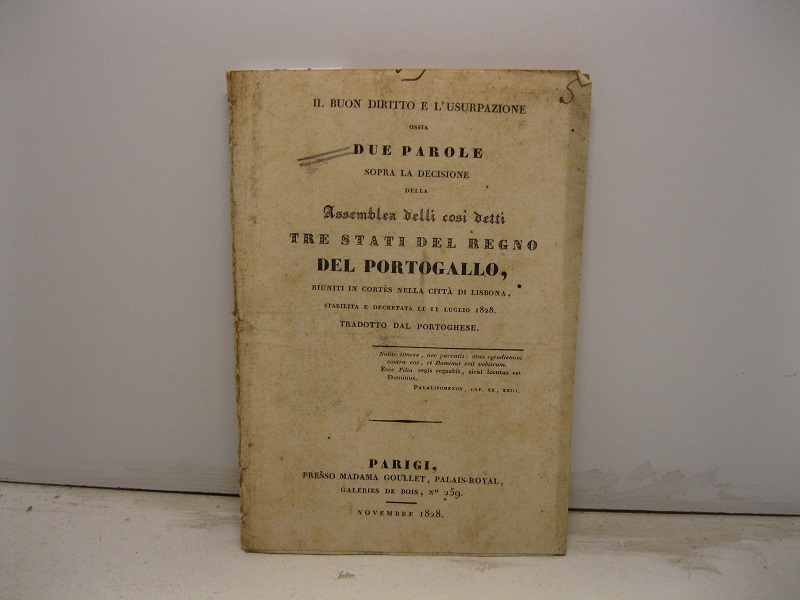 IL BUON DIRITTO E L'USURPAZIONE
OSSIA
DUE PAROLE
SOPRA LA DECISIONE
DELLA
Assemblea delli cosi detti
TRE STATI DEL REGNO
DEL PORTOGALLO,
RIUNITI IN CORTÈS NELLA CITTÀ DI LISBONA,
STABILITA E DECRETATA LI 11 LUGLIO 1828.
TRADOTTO DAL PORTOGHESE.
Nolite timere, nec paveatis: cras egrediemini
contra eos, et Dominus erit vobiscum.
Ecce Filia regis regnabit, sicut locutus est
Dominus.
PARALIPOMENON, CAP. XX, XXIII.
PARIGI,
PRESSO MADAMA GOULLET, PALAIS-ROYAL,
GALERIES DE BOIS, Nº 259.
NOVEMBRE 1828.